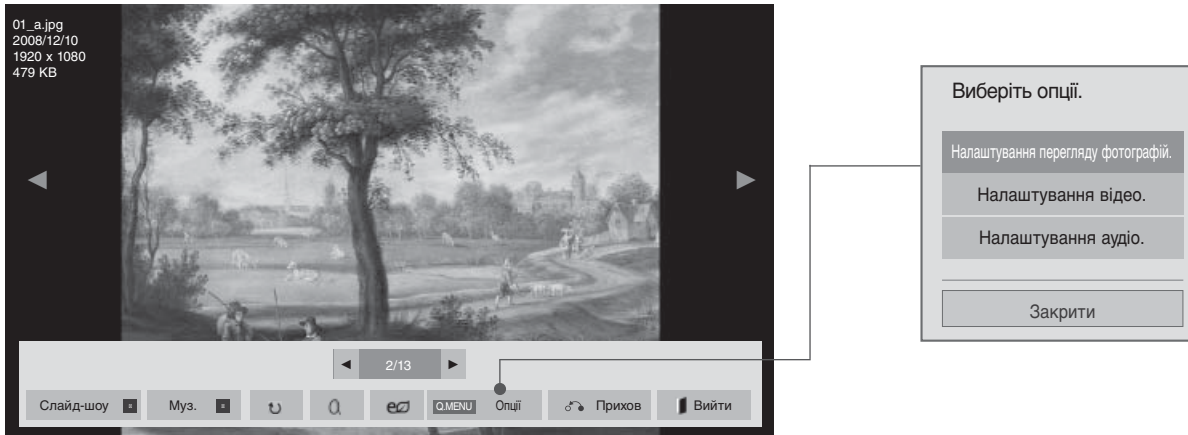 01_a.jpg
2008/12/10
1920 x 1080
479 KB
2/13
Слайд-шоу
Муз.
Q.MENU Опції
Прихов
Вийти
Виберіть опції.
Налаштування перегляду фотографій.
Налаштування відео.
Налаштування аудіо.
Закрити